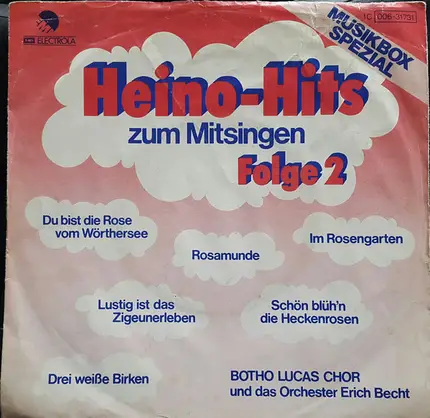 EMI ELECTROLA
1C 006-31731
MUSIKBOX
SPEZIAL
Heino-Hits
zum Mitsingen
Folge 2
Du bist die Rose
vom Wörthersee
Rosamunde
Im Rosengarten
Lustig ist das
Zigeunerleben
Schön blüh'n
die Heckenrosen
Drei weiße Birken
BOTHO LUCAS CHOR
und das Orchester Erich Becht